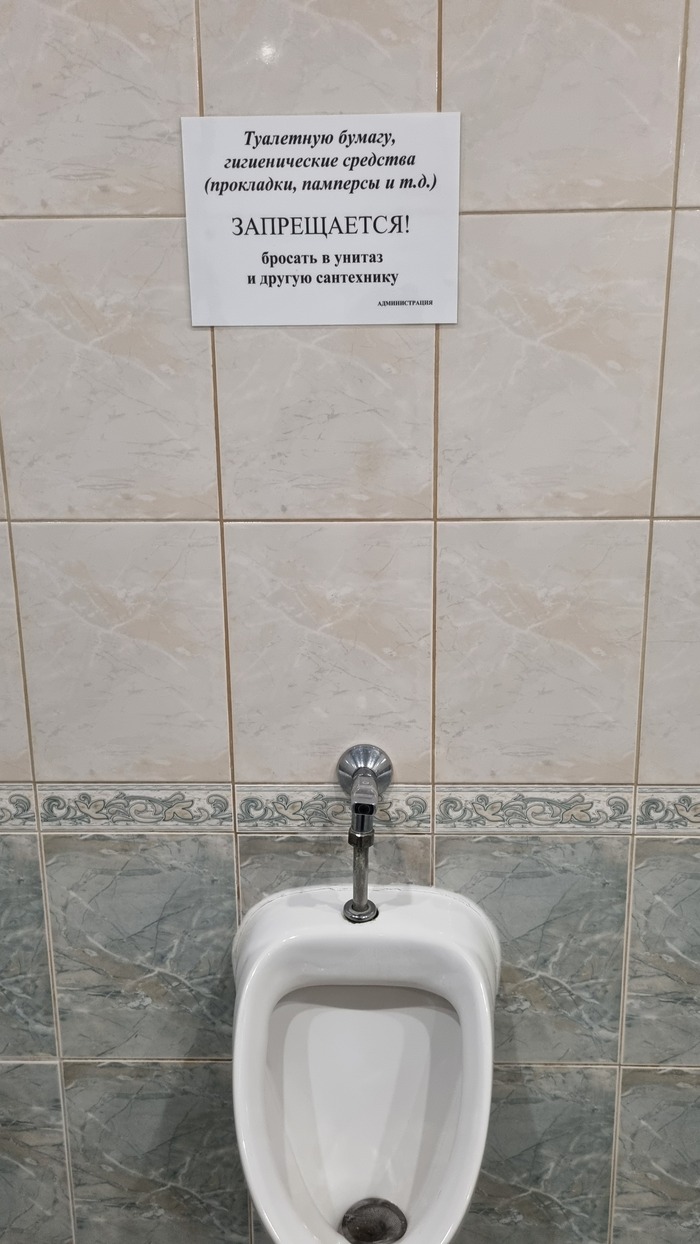 Туалетную бумагу,
гигиенические средства
(прокладки, памперсы и т.д.)
ЗАПРЕЩАЕТСЯ!
бросать в унитаз
и другую сантехнику
АДМИНИСТРАЦИЯ